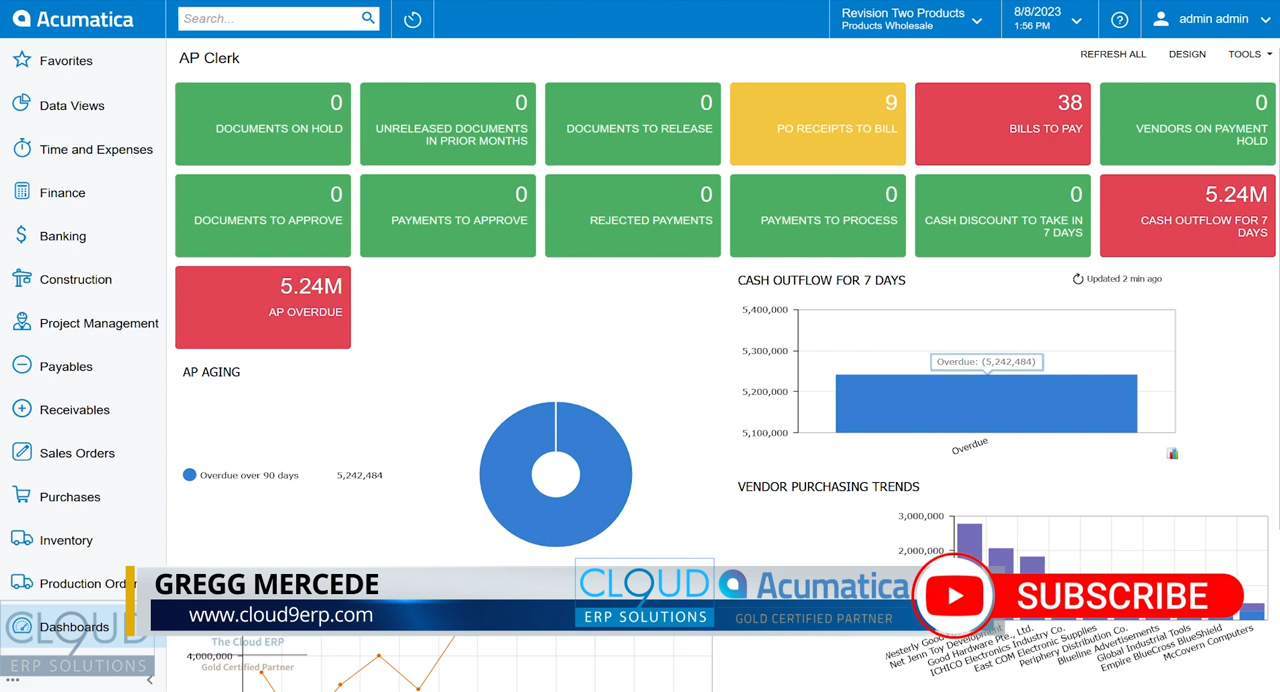 Acumatica
Search...
Revision Two Products
Products Wholesale
8/8/2023
1:56 PM
admin admin
Favorites
Data Views
Time and Expenses
Finance
Banking
Construction
Project Management
Payables
Receivables
Sales Orders
Purchases
Inventory
Production Orde
Dashboards
AP Clerk
REFRESH ALL
DESIGN
TOOLS
0
DOCUMENTS ON HOLD
0
UNRELEASED DOCUMENTS
IN PRIOR MONTHS
0
DOCUMENTS TO RELEASE
9
PO RECEIPTS TO BILL
38
BILLS TO PAY
0
VENDORS ON PAYMENT
HOLD
0
DOCUMENTS TO APPROVE
0
PAYMENTS TO APPROVE
0
REJECTED PAYMENTS
0
PAYMENTS TO PROCESS
0
CASH DISCOUNT TO TAKE IN
7 DAYS
5.24M
CASH OUTFLOW FOR 7
DAYS
5.24M
AP OVERDUE
AP AGING
Overdue over 90 days 5,242,484
CASH OUTFLOW FOR 7 DAYS
Updated 2 min ago
5,400,000
5,300,000
5,200,000
5,100,000
Overdue: (5,242,484)
Overdue
VENDOR PURCHASING TRENDS
3,000,000
2,000,000
Westerly Good
Net Jenn Toy Development
Good Hardware Pte., Ltd.
ICHICO Electronics Industry Co.
East COM Electronic Supplies
Periphery Distribution Co.
Blueline Advertisements
Global Industrial Tools
Empire BlueCross BlueShield
McCovern Computers
GREGG MERCEDE
www.cloud9erp.com
CLOUD9
ERP SOLUTIONS
Acumatica
GOLD CERTIFIED PARTNER
SUBSCRIBE
CLOUD
ERP SOLUTIONS
The Cloud ERP
Gold Certified Partner
4,000,000